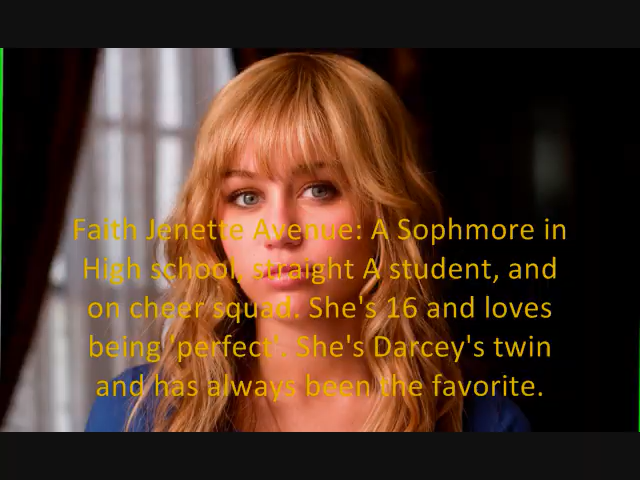 Faith Jenette Avenue: A Sophmore in
High school, straight A student, and
on cheer squad. She's 16 and loves
being 'perfect'. She's Darcey's twin
and has always been the favorite.